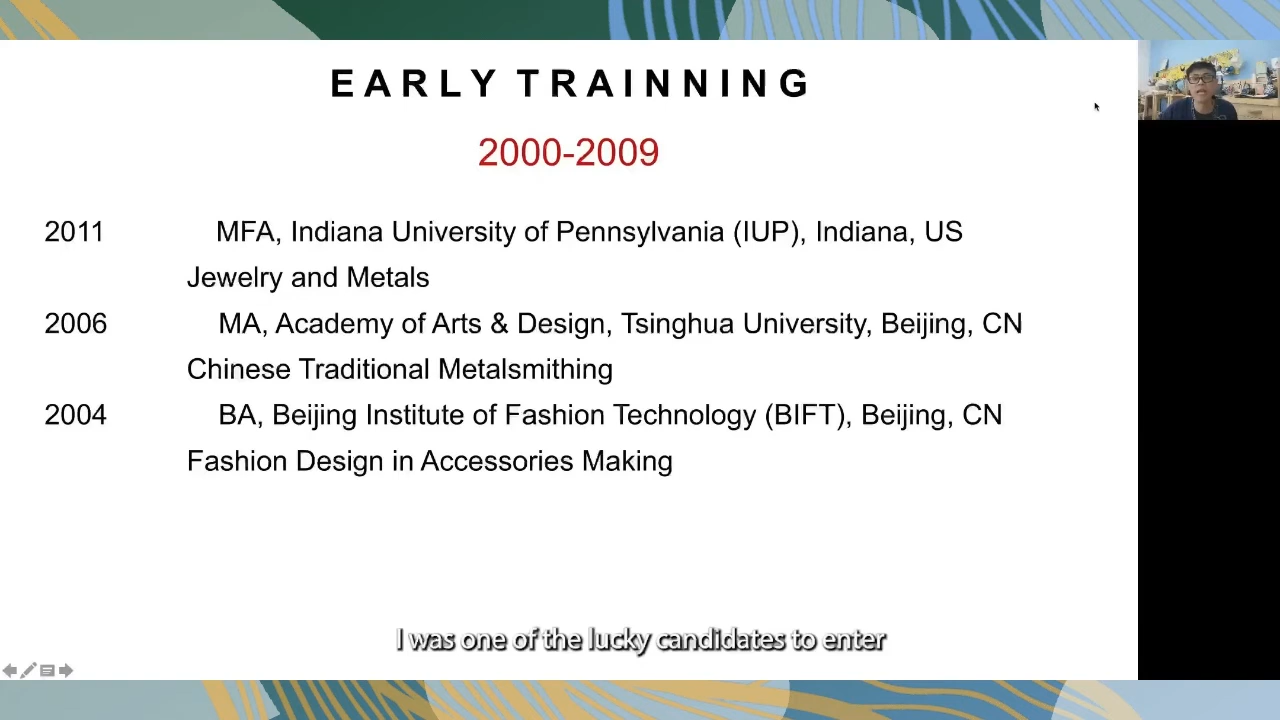 EARLY TRAINNING
2000-2009
2011 MFA, Indiana University of Pennsylvania (IUP), Indiana, US
Jewelry and Metals
2006 MA, Academy of Arts & Design, Tsinghua University, Beijing, CN
Chinese Traditional Metalsmithing
2004 BA, Beijing Institute of Fashion Technology (BIFT), Beijing, CN
Fashion Design in Accessories Making
I was one of the lucky candidates to enter